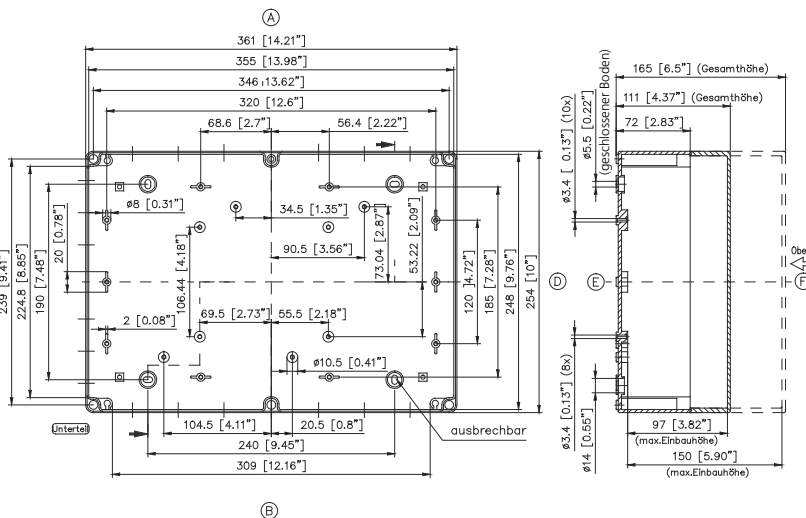 A
361 [14.21"]
355 [13.98"]
346 [13.62"]
320 [12.6"]
68.6 [2.7"]
56.4 [2.22"]
ø8 [0.31"]
34.5 [1.35"]
90.5 [3.56"]
73.04 [2.87"]
53.22 [2.09"]
20 [0.78"]
106.44 [4.18"]
239 [9.41"]
224.8 [8.85"]
190 [7.48"]
120 [4.72"]
185 [7.28"]
248 [9.76"]
254 [10"]
2 [0.08"]
69.5 [2.73"]
55.5 [2.18"]
ø10.5 [0.41"]
Unterteil
104.5 [4.11"]
20.5 [0.8"]
ausbrechbar
240 [9.45"]
309 [12.16"]
B
165 [6.5"] (Gesamthöhe)
111 [4.37"] (Gesamthöhe)
72 [2.83"]
ø3.4 [ 0.13"] (10x)
ø5.5 [0.22"]
(geschlossener Boden)
D
E
F
Obe
ø3.4 [0.13"] (8x)
ø14 [0.55"]
97 [3.82"]
(max.Einbauhöhe)
150 [5.90"]
(max.Einbauhöhe)